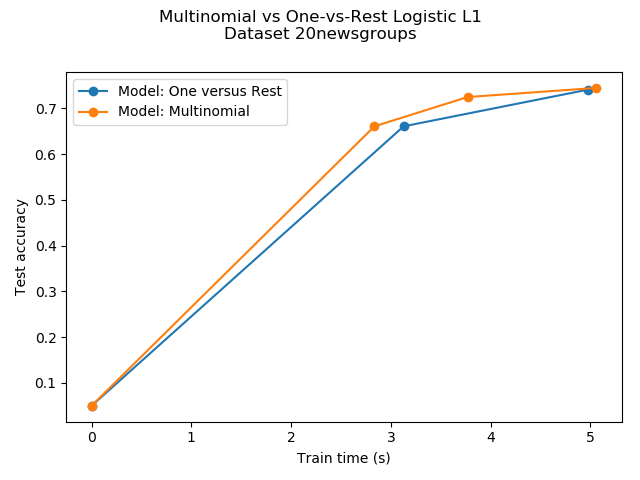 Multinomial vs One-vs-Rest Logistic L1
Dataset 20newsgroups
Model: One versus Rest
Model: Multinomial
Test accuracy
0.7
0.6
0.5
0.4
0.3
0.2
0.1
0 1 2 3 4 5
Train time (s)